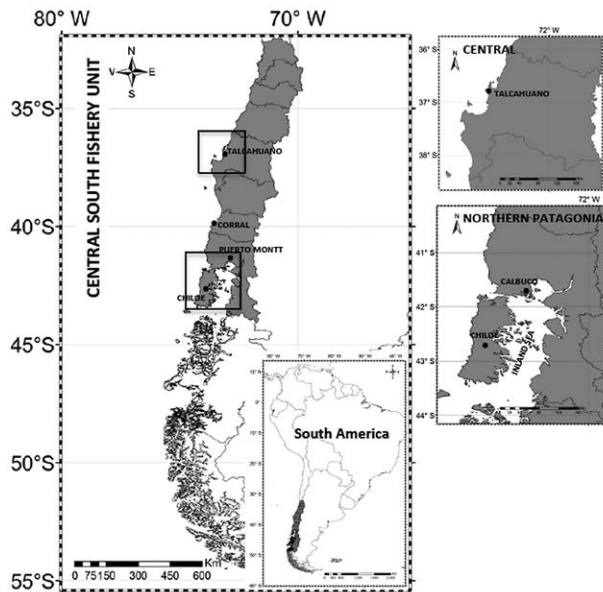 80° W
70° W
35°S
40°S
45°S
50°S
55°S
N
V E
S
CENTRAL SOUTH FISHERY UNIT
TALCAHUANO
CORRAL
PUERTO MONTT
CHILOE
Km
0 75 150 300 450 600
South America
72° W
36° S
37° S
38° S
N
CENTRAL
TALCAHUANO
72° W
41° S
42° S
43° S
44° S
N
NORTHERN PATAGONIA
CALBUCO
CHILOE
INLAND SEA